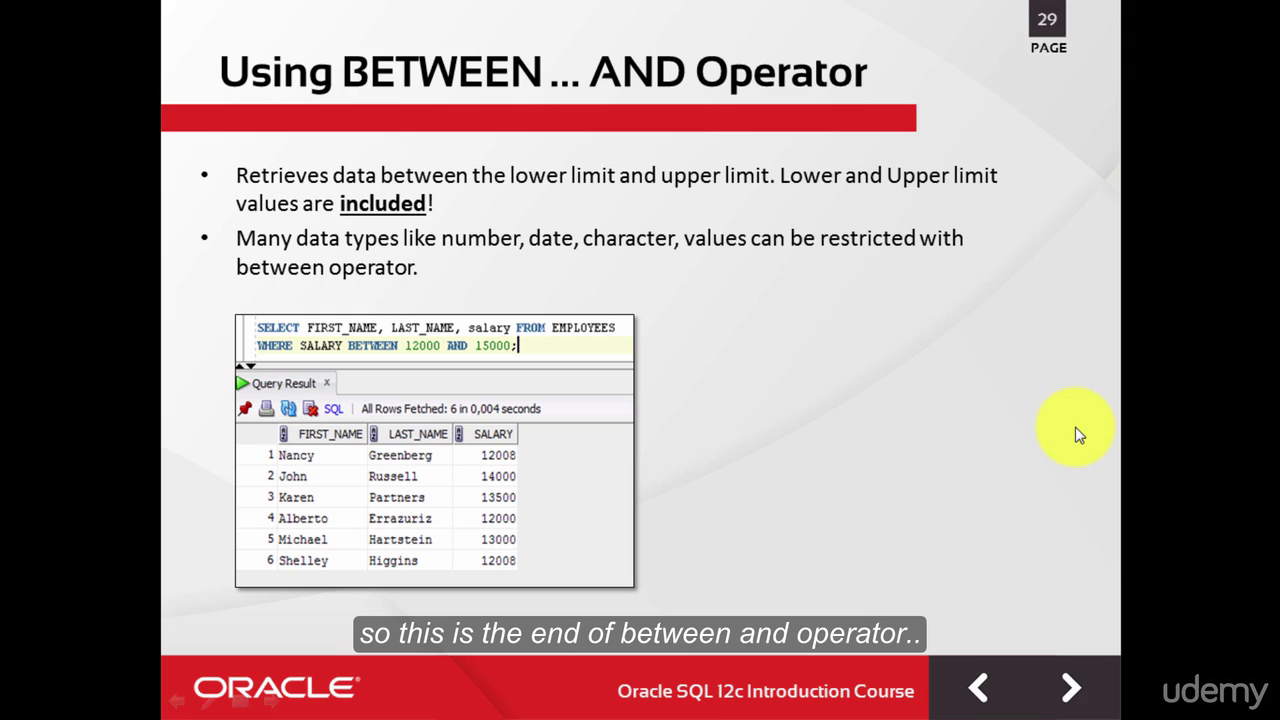 29
PAGE
Using BETWEEN ... AND Operator
• Retrieves data between the lower limit and upper limit. Lower and Upper limit
values are included!
• Many data types like number, date, character, values can be restricted with
between operator.
SELECT FIRST_NAME, LAST_NAME, salary FROM EMPLOYEES
WHERE SALARY BETWEEN 12000 AND 15000;
Query Result x
SQL | All Rows Fetched: 6 in 0,004 seconds
FIRST_NAME LAST_NAME SALARY
1 Nancy Greenberg 12008
2 John Russell 14000
3 Karen Partners 13500
4 Alberto Errazuriz 12000
5 Michael Hartstein 13000
6 Shelley Higgins 12008
so this is the end of between and operator..
ORACLE®
Oracle SQL 12c Introduction Course
udemy